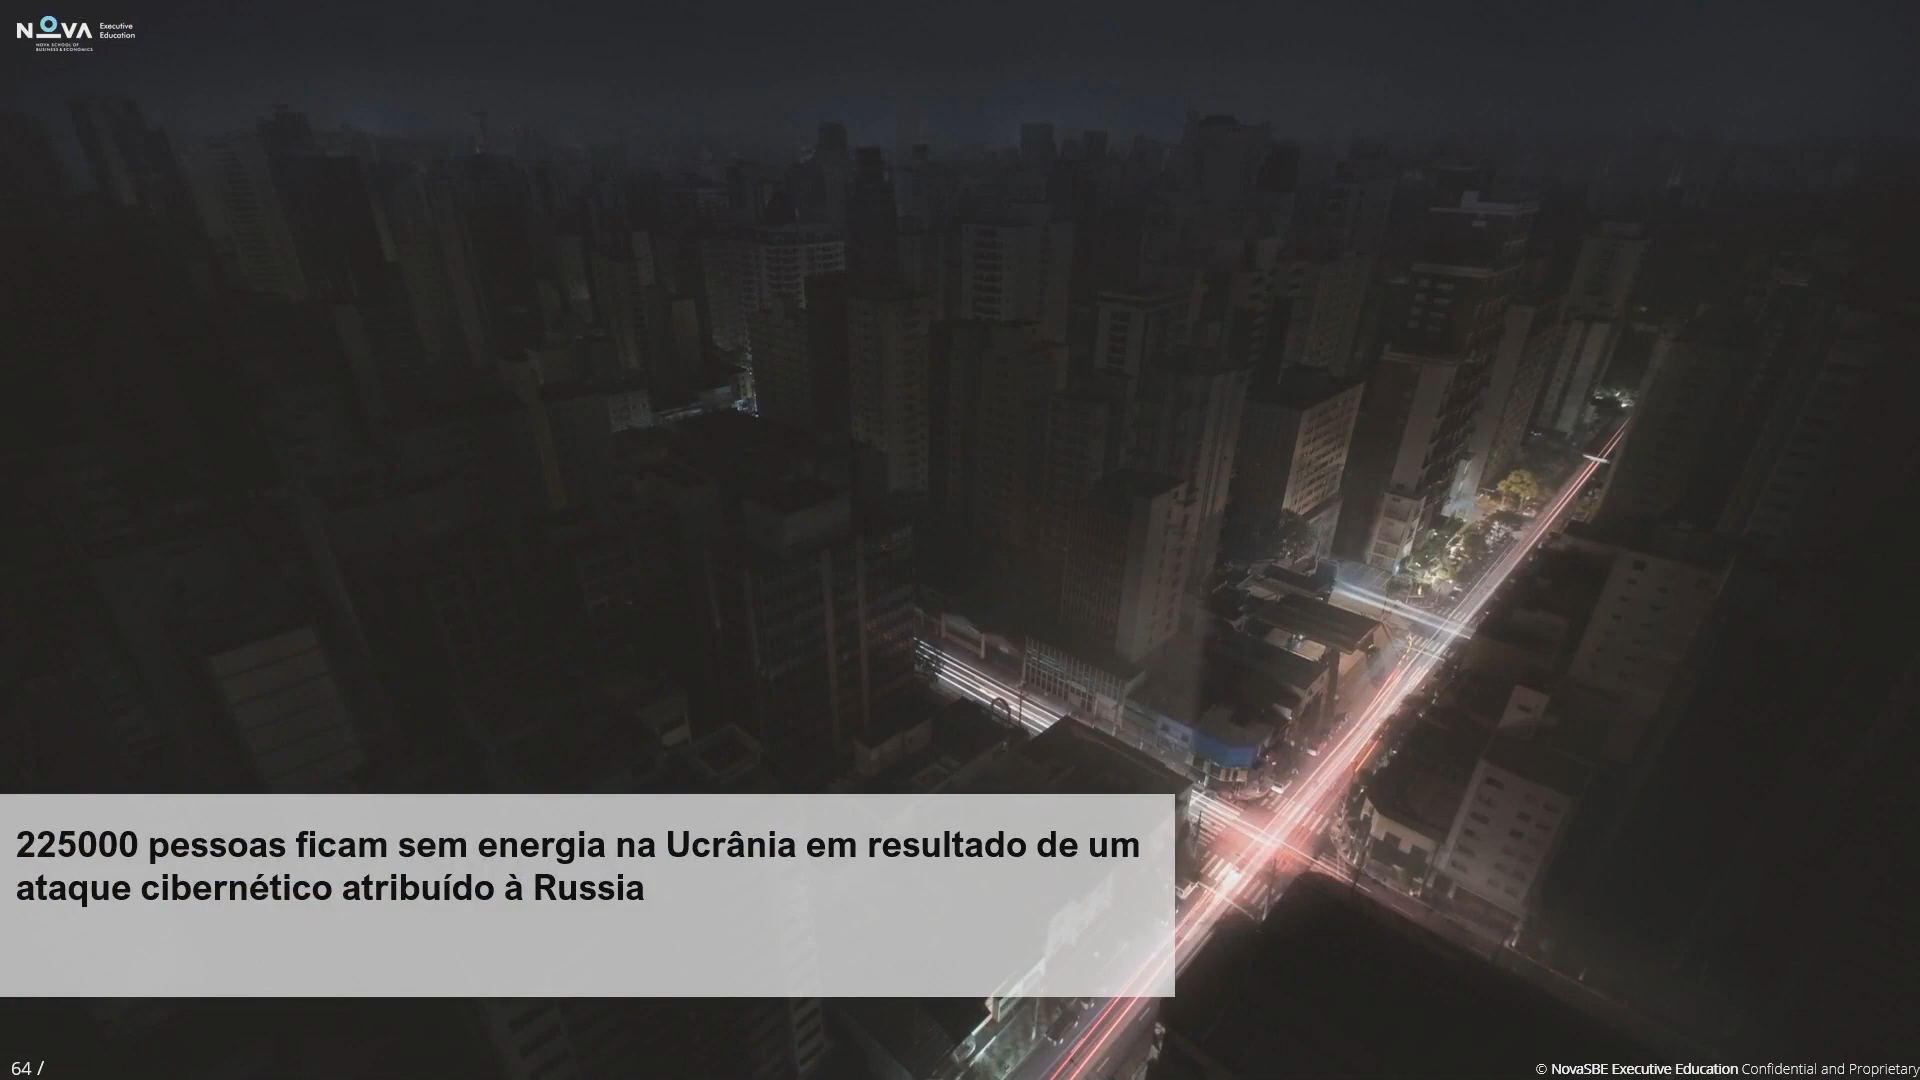 NOVA
NOVA SCHOOL OF
BUSINESS & ECONOMICS
Executive
Education
225000 pessoas ficam sem energia na Ucrânia em resultado de um
ataque cibernético atribuído à Russia
64 /
© NovaSBE Executive Education Confidential and Proprietary